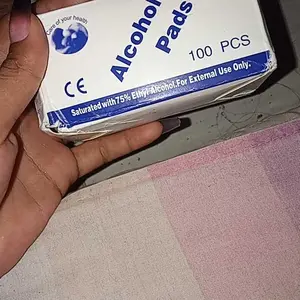 Care of your health
Alcohol
Pads
100 PCS
CE
Saturated with 75% Ethyl Alcohol.For External Use Only.